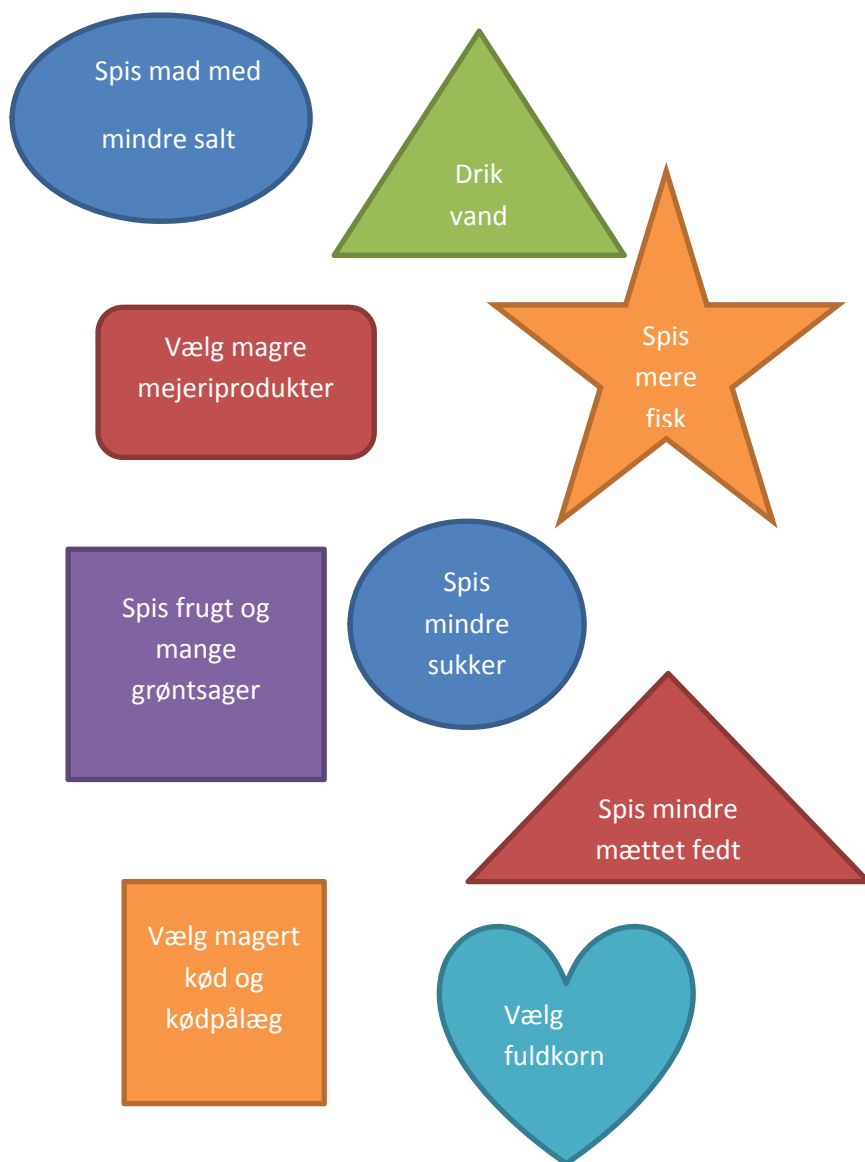 Spis mad med
mindre salt
Drik
vand
Vælg magre
mejeriprodukter
Spis
mere
fisk
Spis frugt og
mange
grøntsager
Spis
mindre
sukker
Spis mindre
mættet fedt
Vælg magert
kød og
kødpålæg
Vælg
fuldkorn